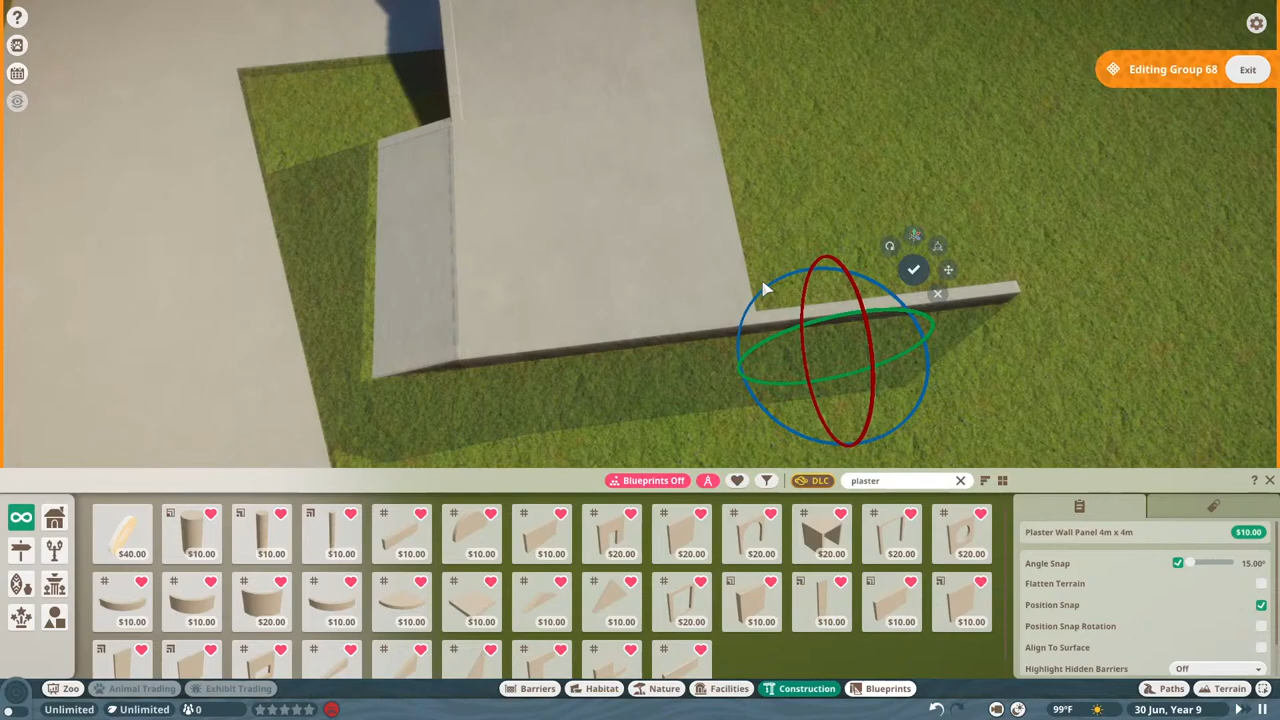 ?
Editing Group 68
Exit
Blueprints Off
DLC
plaster
?
$40.00
$10.00
$10.00
$10.00
$10.00
$10.00
$10.00
$20.00
$10.00
$20.00
$20.00
$20.00
$20.00
$10.00
$10.00
$20.00
$10.00
$10.00
$10.00
$10.00
$10.00
$20.00
$10.00
$10.00
$10.00
$10.00
Plaster Wall Panel 4m x 4m
$10.00
Angle Snap
15.00°
Flatten Terrain
Position Snap
Position Snap Rotation
Align To Surface
Highlight Hidden Barriers
Off
Zoo
Animal Trading
Exhibit Trading
Barriers
Habitat
Nature
Facilities
Construction
Blueprints
Paths
Terrain
Unlimited
Unlimited
0
99°F
30 Jun, Year 9